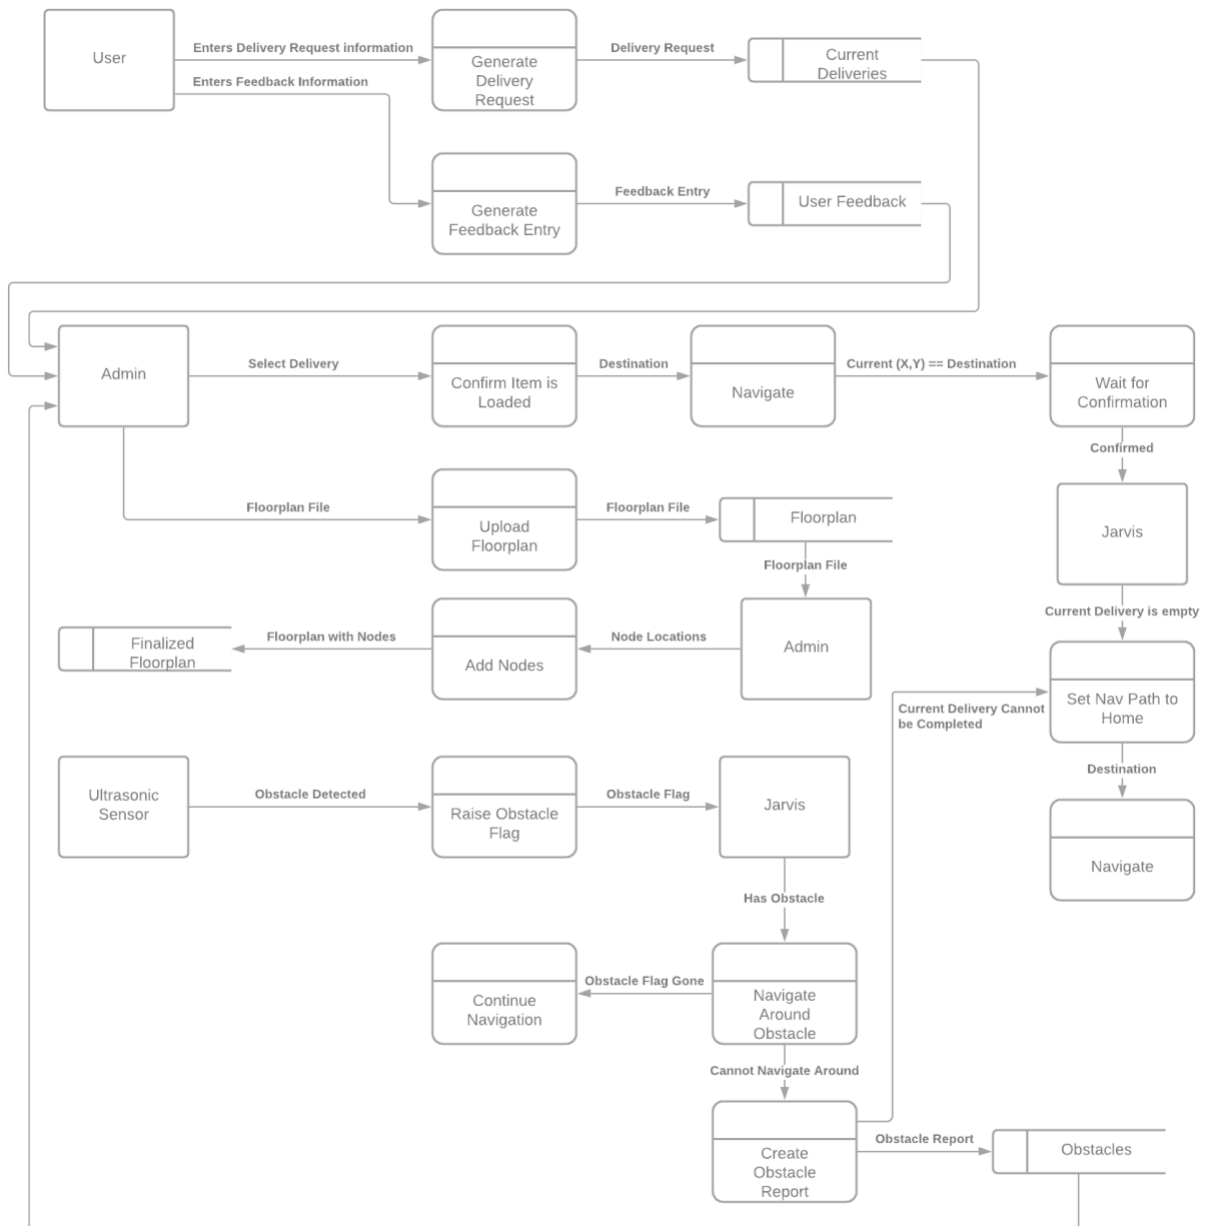 User
Enters Delivery Request information
Enters Feedback Information
Generate
Delivery
Request
Delivery Request
Current
Deliveries
Generate
Feedback Entry
Feedback Entry
User Feedback
Admin
Select Delivery
Confirm Item is
Loaded
Destination
Navigate
Current (X,Y) == Destination
Wait for
Confirmation
Confirmed
Jarvis
Current Delivery is empty
Floorplan File
Upload
Floorplan
Floorplan File
Floorplan
Floorplan File
Admin
Node Locations
Add Nodes
Floorplan with Nodes
Finalized
Floorplan
Set Nav Path to
Home
Current Delivery Cannot
be Completed
Destination
Navigate
Ultrasonic
Sensor
Obstacle Detected
Raise Obstacle
Flag
Obstacle Flag
Jarvis
Has Obstacle
Navigate
Around
Obstacle
Obstacle Flag Gone
Continue
Navigation
Cannot Navigate Around
Create
Obstacle
Report
Obstacle Report
Obstacles